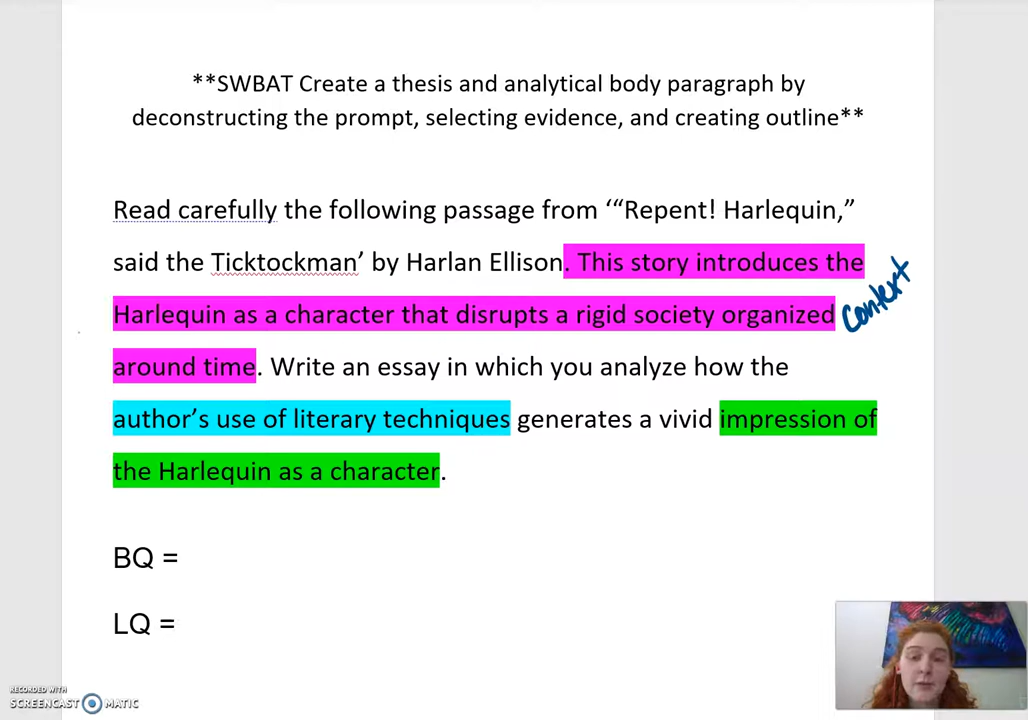 **SWBAT Create a thesis and analytical body paragraph by
deconstructing the prompt, selecting evidence, and creating outline**
Read carefully the following passage from ‘“Repent! Harlequin,”
said the Ticktockman’ by Harlan Ellison. This story introduces the
Harlequin as a character that disrupts a rigid society organized
Context
around time. Write an essay in which you analyze how the
author’s use of literary techniques generates a vivid impression of
the Harlequin as a character.
BQ =
LQ =
RECORDED WITH
SCREENCAST MATIC